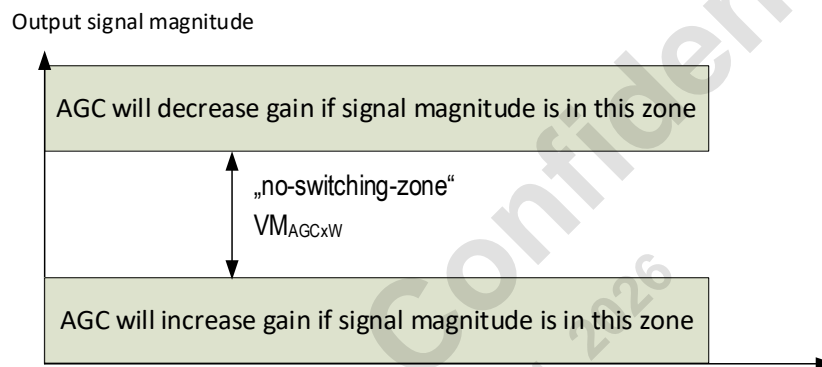 Output signal magnitude
AGC will decrease gain if signal magnitude is in this zone
„no-switching-zone“
VMAGCxW
AGC will increase gain if signal magnitude is in this zone
2026